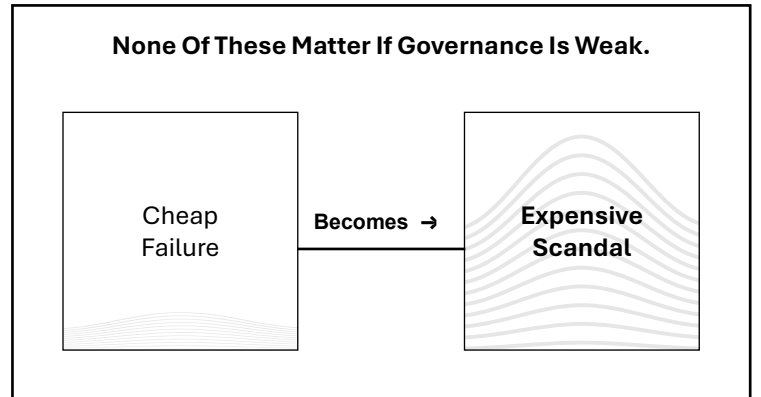 None Of These Matter If Governance Is Weak.
Cheap
Failure
Becomes →
Expensive
Scandal